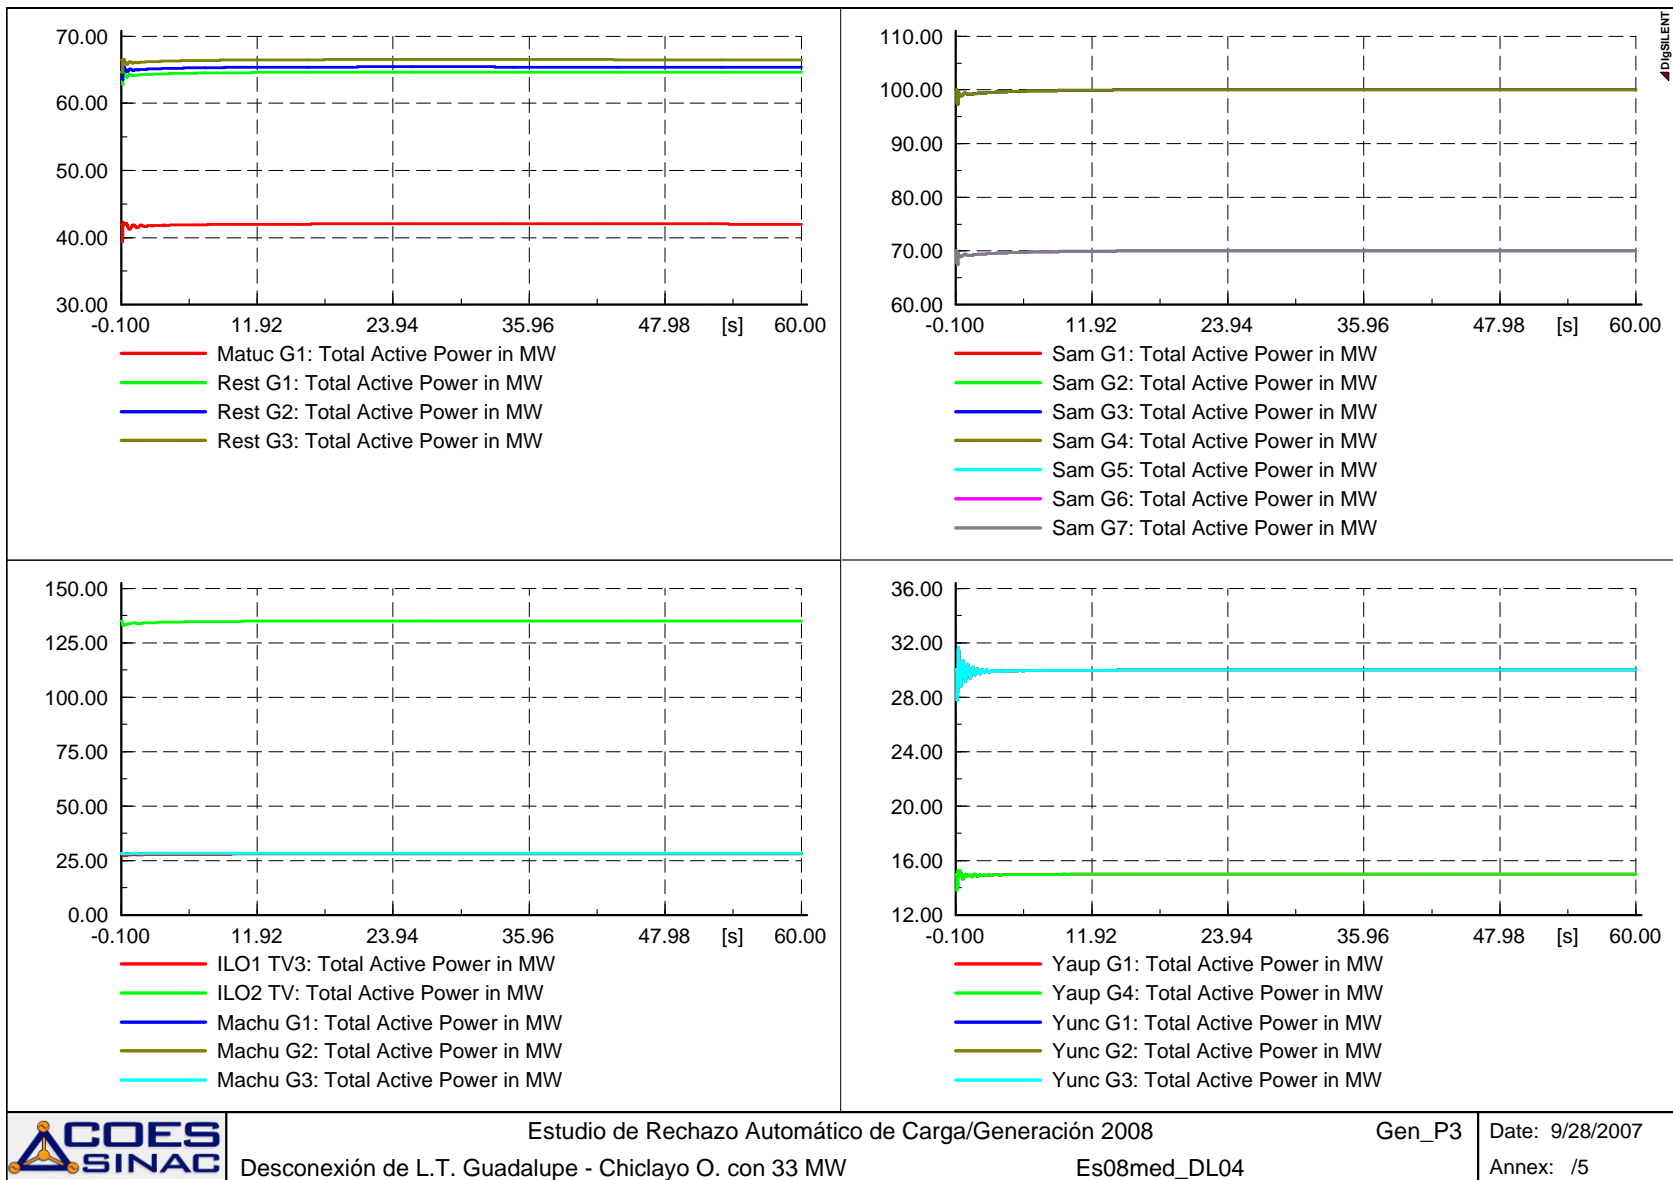 70.00
60.00
50.00
40.00
30.00
-0.100 11.92 23.94 35.96 47.98 [s] 60.00
Matuc G1: Total Active Power in MW
Rest G1: Total Active Power in MW
Rest G2: Total Active Power in MW
Rest G3: Total Active Power in MW
110.00
100.00
90.00
80.00
70.00
60.00
-0.100 11.92 23.94 35.96 47.98 [s] 60.00
Sam G1: Total Active Power in MW
Sam G2: Total Active Power in MW
Sam G3: Total Active Power in MW
Sam G4: Total Active Power in MW
Sam G5: Total Active Power in MW
Sam G6: Total Active Power in MW
Sam G7: Total Active Power in MW
DIgSILENT
150.00
125.00
100.00
75.00
50.00
25.00
0.00
-0.100 11.92 23.94 35.96 47.98 [s] 60.00
ILO1 TV3: Total Active Power in MW
ILO2 TV: Total Active Power in MW
Machu G1: Total Active Power in MW
Machu G2: Total Active Power in MW
Machu G3: Total Active Power in MW
36.00
32.00
28.00
24.00
20.00
16.00
12.00
-0.100 11.92 23.94 35.96 47.98 [s] 60.00
Yaup G1: Total Active Power in MW
Yaup G4: Total Active Power in MW
Yunc G1: Total Active Power in MW
Yunc G2: Total Active Power in MW
Yunc G3: Total Active Power in MW
COES
SINAC
Estudio de Rechazo Automático de Carga/Generación 2008 Gen_P3
Desconexión de L.T. Guadalupe - Chiclayo O. con 33 MW Es08med_DL04
Date: 9/28/2007
Annex: /5